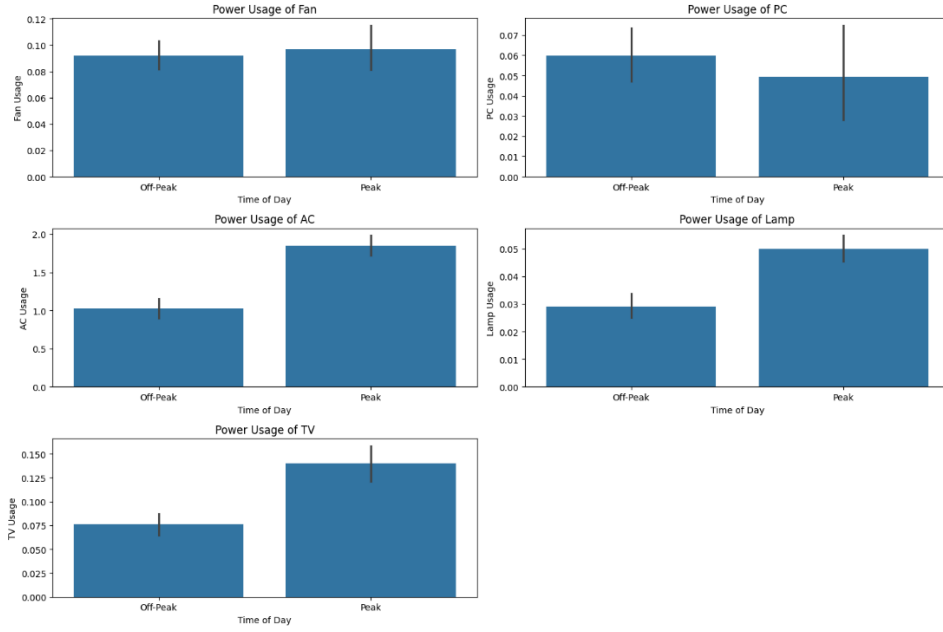 Power Usage of Fan
0.12
0.10
0.08
0.06
0.04
0.02
0.00
Fan Usage
Off-Peak Peak
Time of Day
Power Usage of PC
0.07
0.06
0.05
0.04
0.03
0.02
0.01
0.00
PC Usage
Off-Peak Peak
Time of Day
Power Usage of AC
2.0
1.5
1.0
0.5
0.0
AC Usage
Off-Peak Peak
Time of Day
Power Usage of Lamp
0.05
0.04
0.03
0.02
0.01
0.00
Lamp Usage
Off-Peak Peak
Time of Day
Power Usage of TV
0.150
0.125
0.100
0.075
0.050
0.025
0.000
TV Usage
Off-Peak Peak
Time of Day